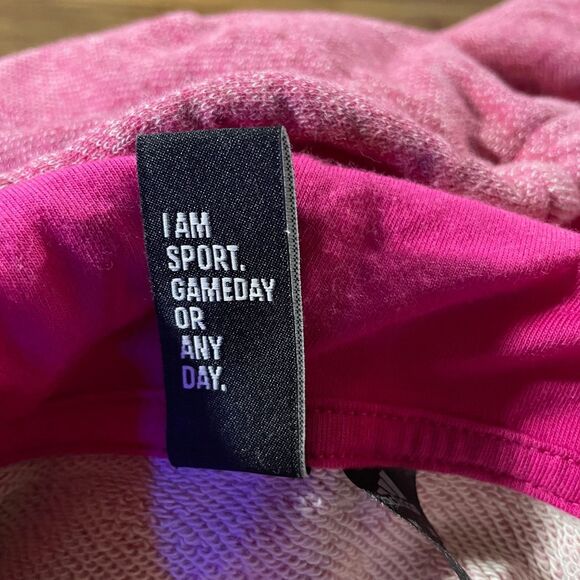 I AM
SPORT.
GAMEDAY
OR
ANY
DAY.